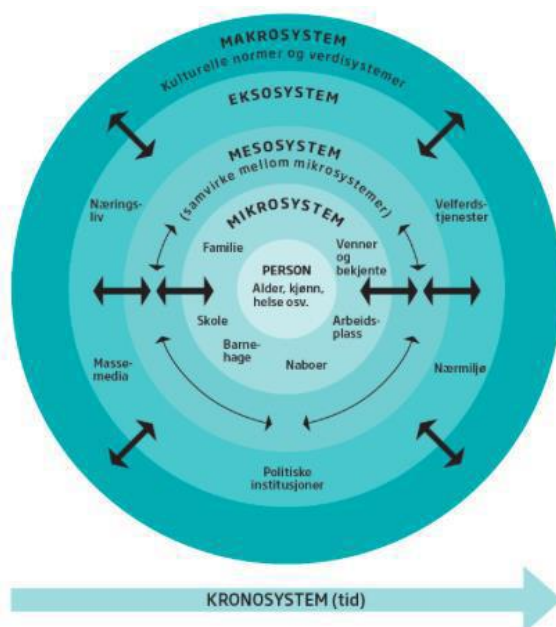 MAKROSYSTEM
Kulturelle normer og verdisystemer
EKSOSYSTEM
MESOSYSTEM
(samvirke mellom mikrosystemer)
MIKROSYSTEM
Nærings-
liv
Velferds-
tjenester
Familie
Venner
og
bekjente
PERSON
Alder, kjønn,
helse osv.
Skole
Arbeids-
plass
Barne-
hage
Naboer
Masse-
media
Nærmiljø
Politiske
institusjoner
KRONOSYSTEM (tid)